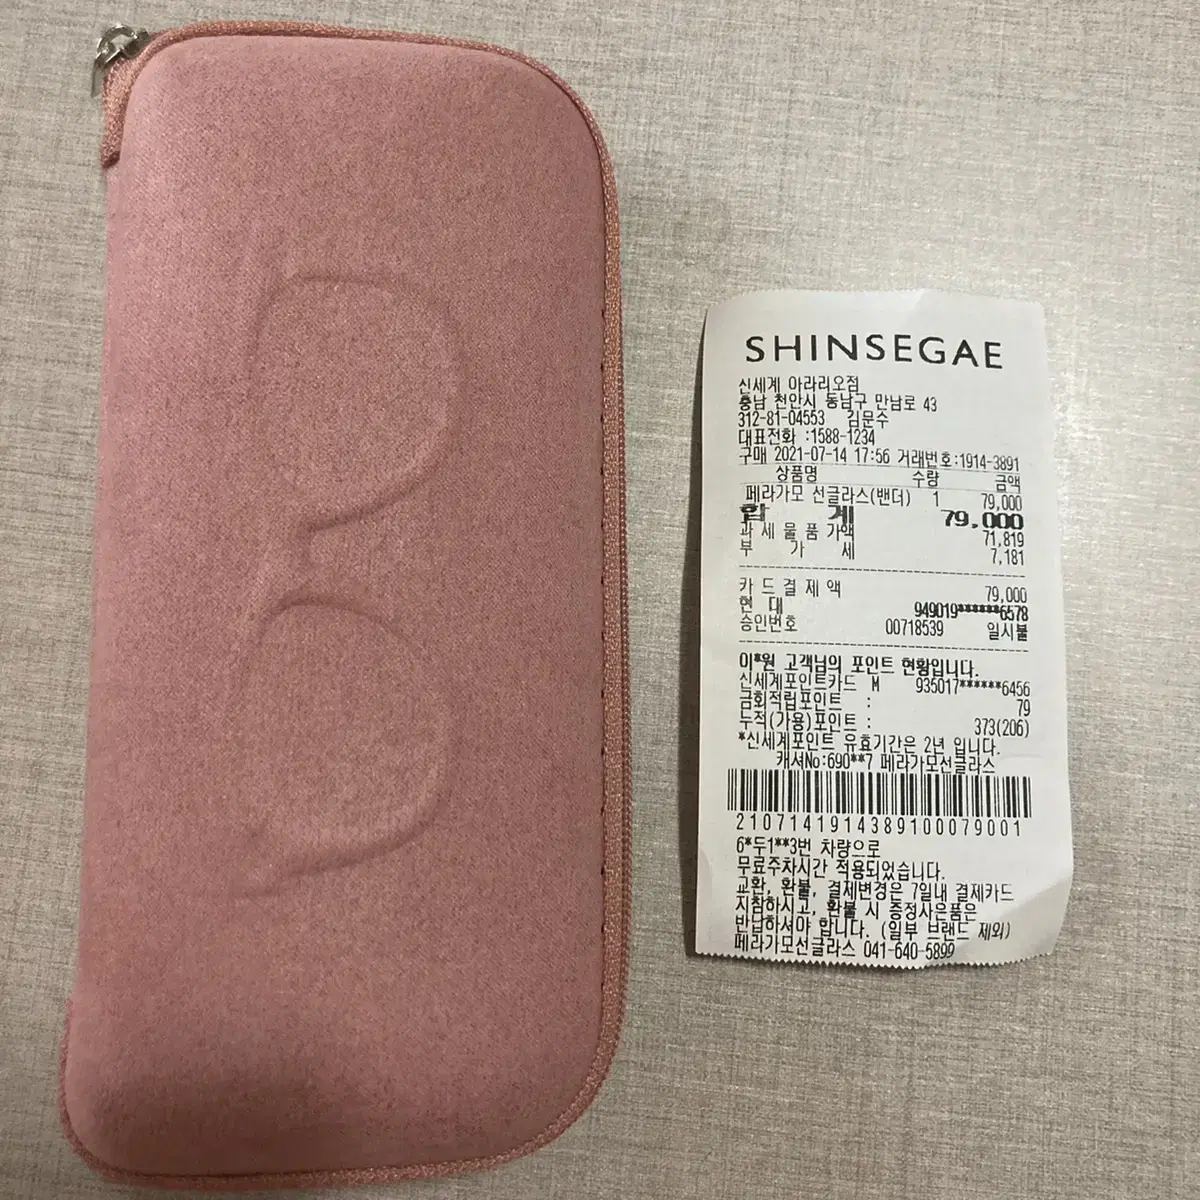 SHINSEGAE
신세계 아라리오점
충남 천안시 동남구 만남로 43
312-81-04553 김문수
대표전화 :1588-1234
구매 2021-07-14 17:56 거래번호:1914-3891
상품명 수량 금액
페라가모 선글라스(밴더) 1 79,000
합 계 79,000
과 세 물 품 가액 71,819
부 가 세 7,181
카 드 결 제 액 79,000
현 대 949019******6578
승인번호 00718539 일시불
이*원 고객님의 포인트 현황입니다.
신세계포인트카드 M 935017******6456
금회적립포인트 : 79
누적(가용)포인트 : 373(206)
*신세계포인트 유효기간은 2년 입니다.
캐셔No:690**7 페라가모선글라스
2107141914389100079001
6*두1**3번 차량으로
무료주차시간 적용되었습니다.
교환, 환불, 결제변경은 7일내 결제카드
지참하시고, 환불 시 증정사은품은
반납하셔야 합니다. (일부 브랜드 제외)
페라가모선글라스 041-640-5899